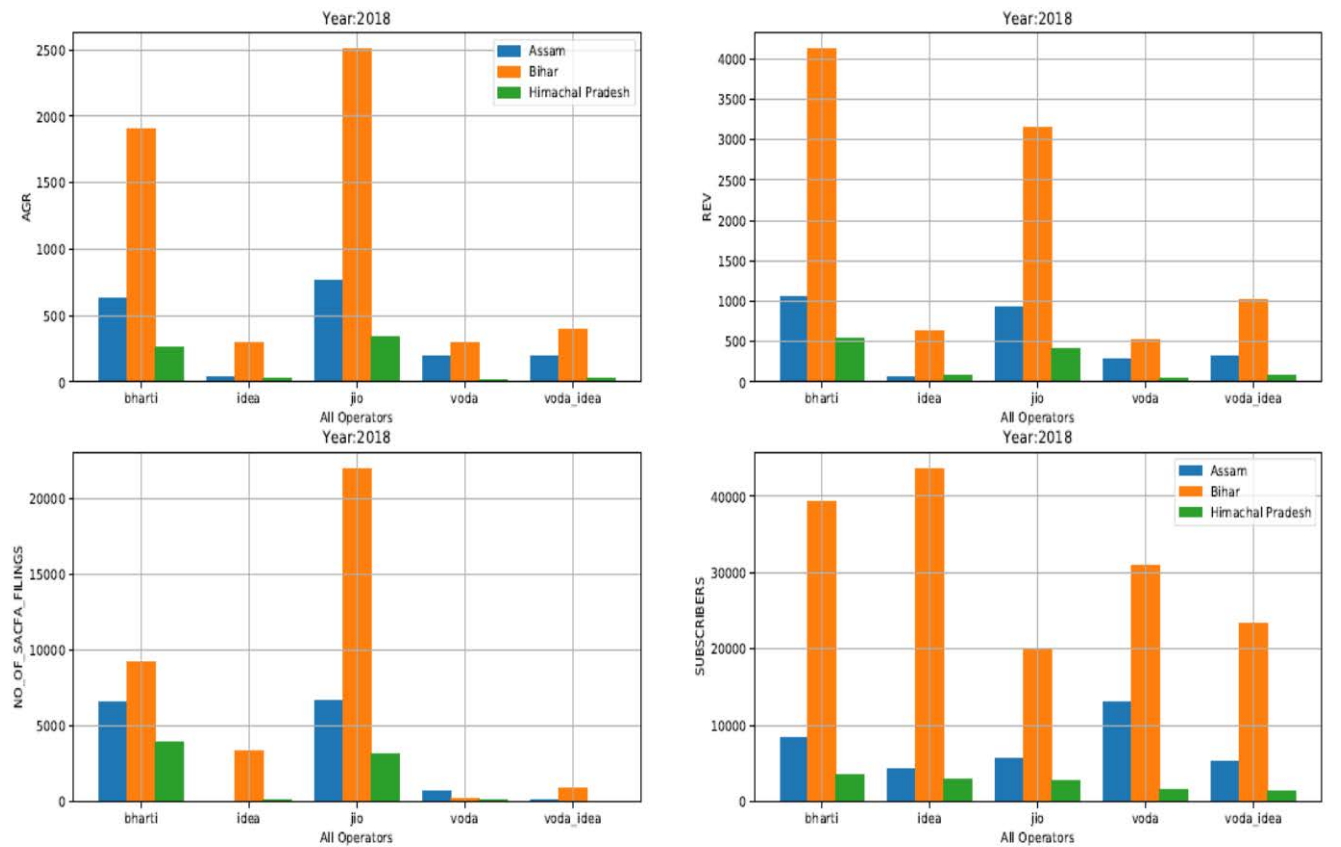 Year:2018
2500
2000
1500
1000
500
0
AGR
Assam
Bihar
Himachal Pradesh
bharti idea jio voda voda_idea
All Operators
Year:2018
4000
3500
3000
2500
2000
1500
1000
500
0
REV
bharti idea jio voda voda_idea
All Operators
Year:2018
20000
15000
10000
5000
0
NO_OF_SACFA_FILINGS
bharti idea jio voda voda_idea
All Operators
Year:2018
40000
30000
20000
10000
0
SUBSCRIBERS
Assam
Bihar
Himachal Pradesh
bharti idea jio voda voda_idea
All Operators